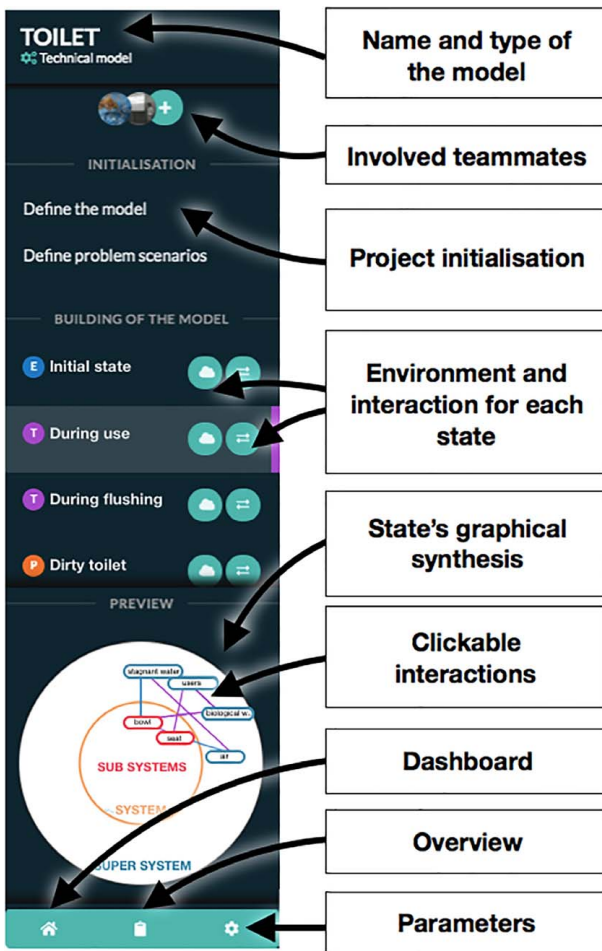 TOILET
Technical model
INITIALISATION
Define the model
Define problem scenarios
BUILDING OF THE MODEL
E Initial state
T During use
T During flushing
P Dirty toilet
PREVIEW
stagnant water
users
biological w..
bowl
seat
air
SUB SYSTEMS
SYSTEM
SUPER SYSTEM
Name and type of
the model
Involved teammates
Project initialisation
Environment and
interaction for each
state
State's graphical
synthesis
Clickable
interactions
Dashboard
Overview
Parameters